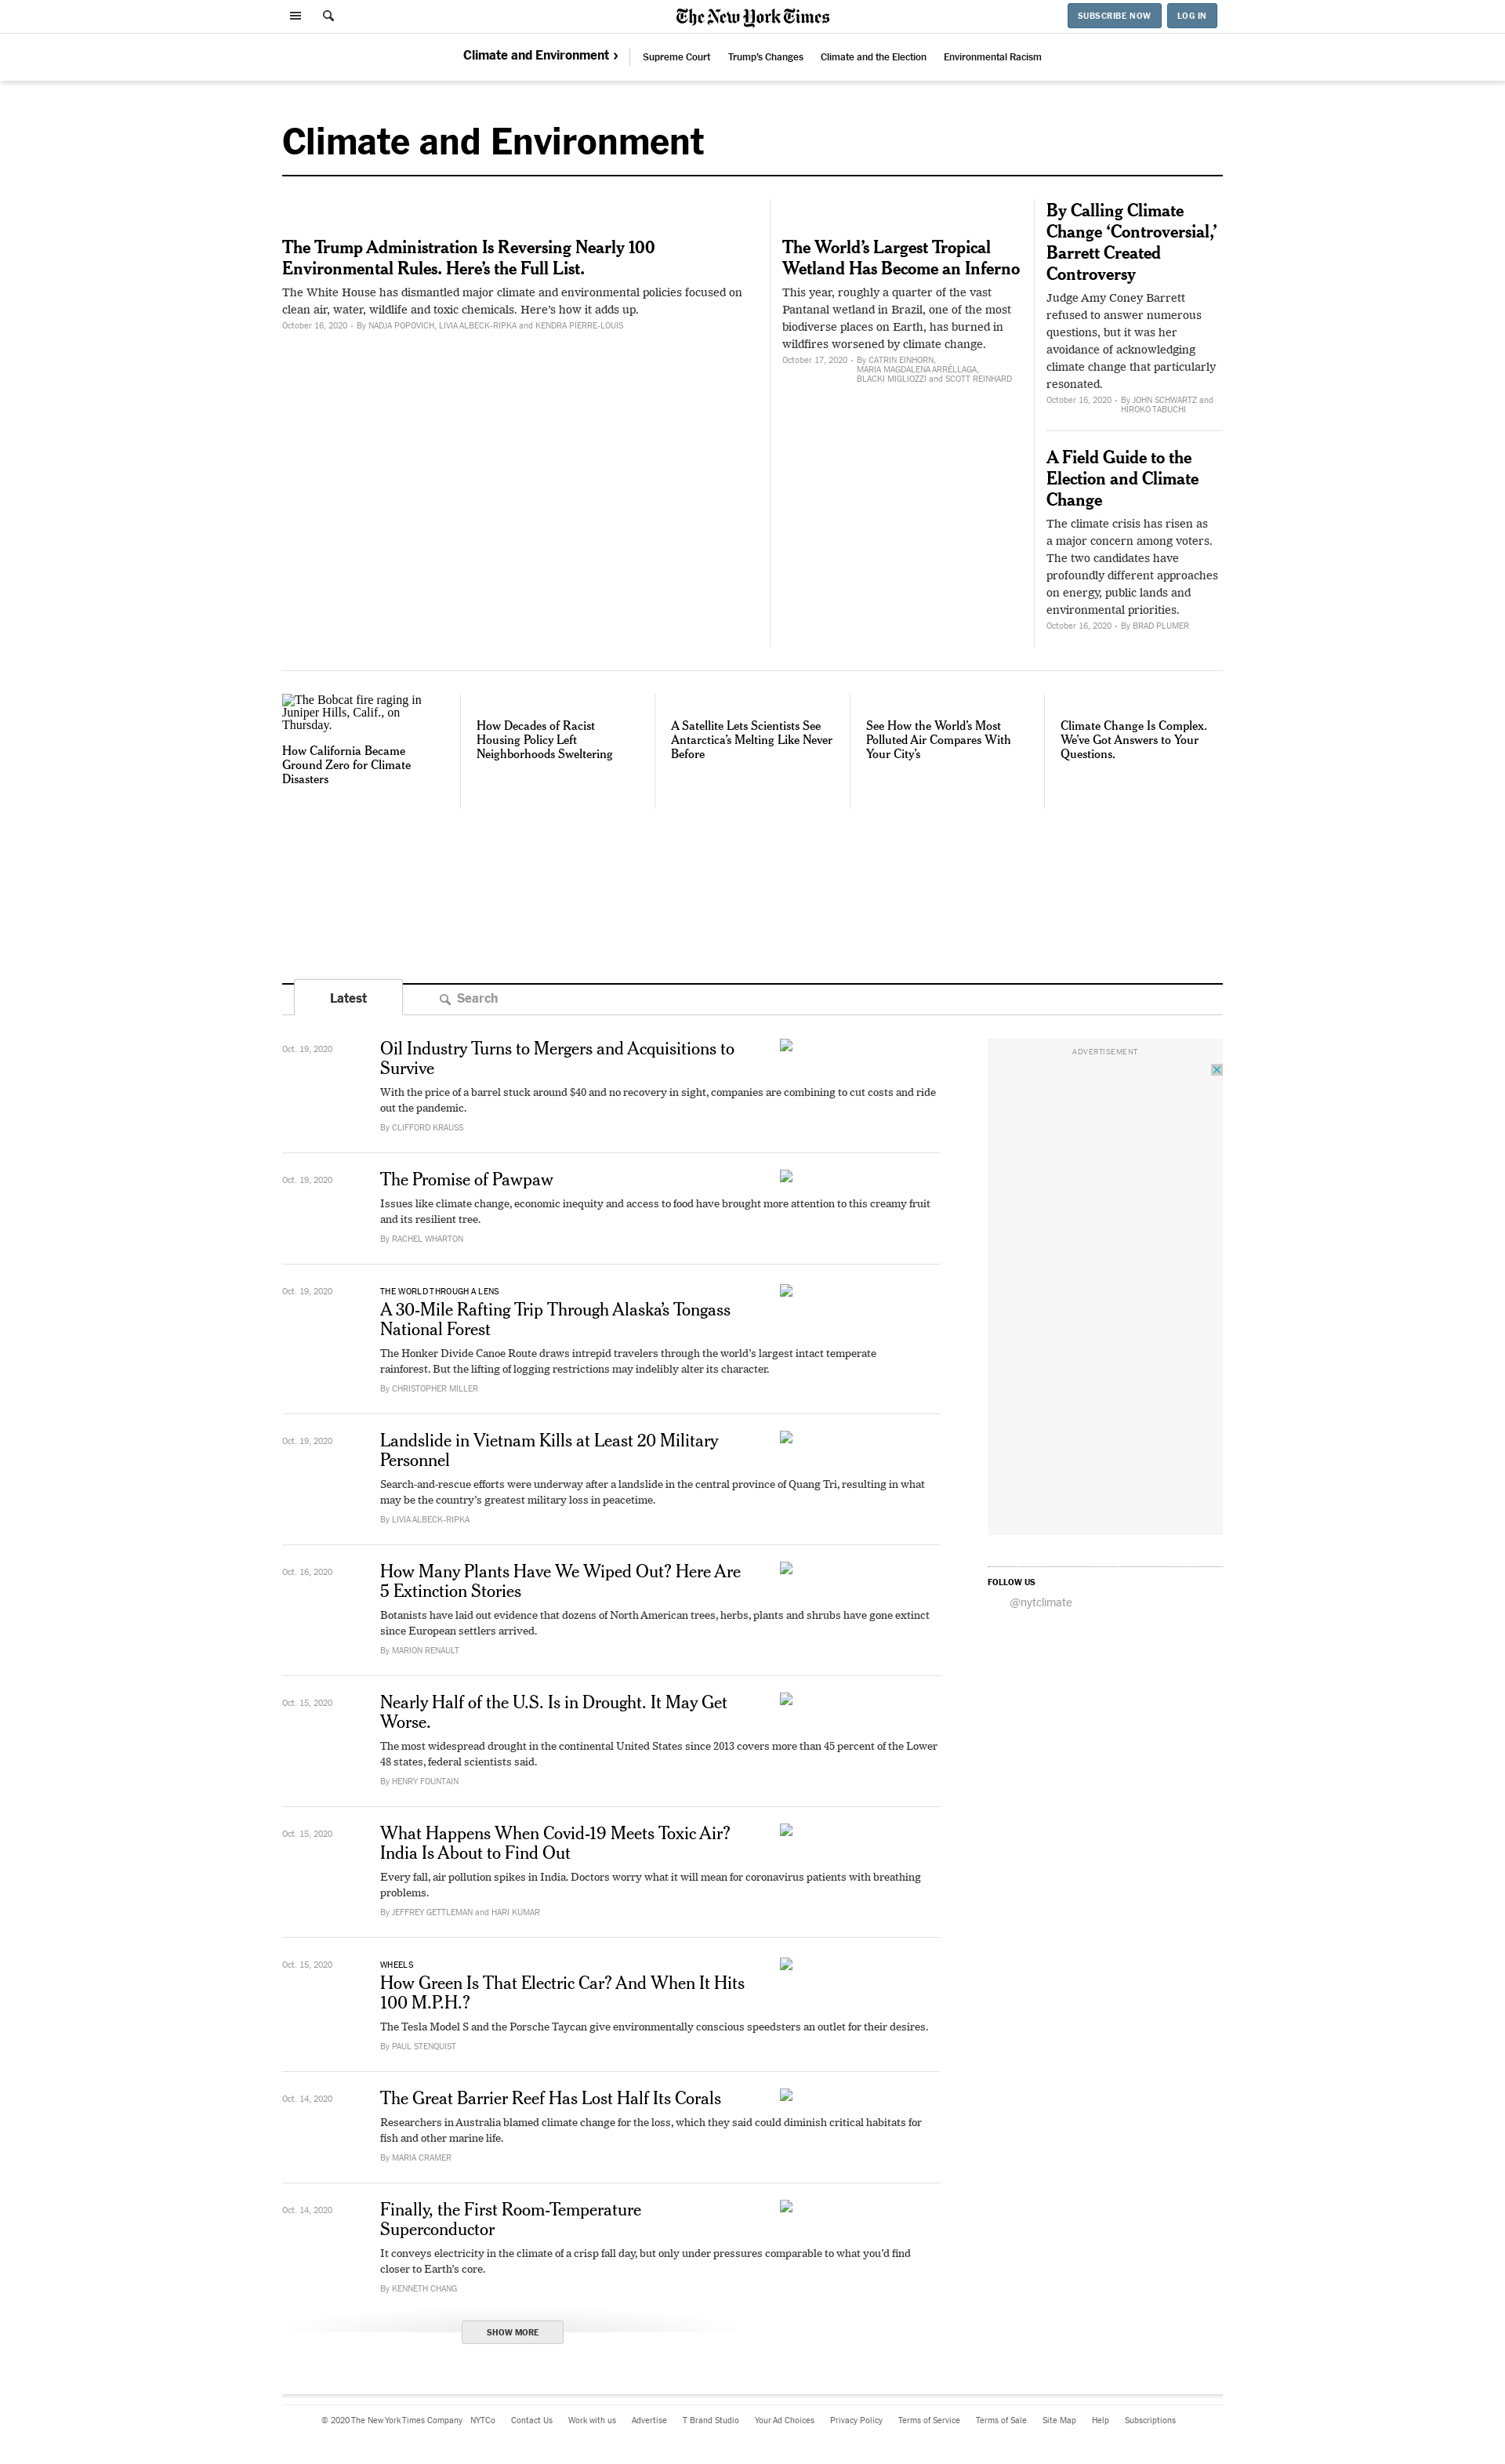 The New York Times
SUBSCRIBE NOW
LOG IN
Climate and Environment ›
Supreme Court
Trump's Changes
Climate and the Election
Environmental Racism
Climate and Environment
The Trump Administration Is Reversing Nearly 100
Environmental Rules. Here's the Full List.
The White House has dismantled major climate and environmental policies focused on
clean air, water, wildlife and toxic chemicals. Here's how it adds up.
October 16, 2020 • By NADJA POPOVICH, LIVIA ALBECK-RIPKA and KENDRA PIERRE-LOUIS
The World's Largest Tropical
Wetland Has Become an Inferno
This year, roughly a quarter of the vast
Pantanal wetland in Brazil, one of the most
biodiverse places on Earth, has burned in
wildfires worsened by climate change.
October 17, 2020 • By CATRIN EINHORN,
MARIA MAGDALENA ARRÉLLAGA,
BLACKI MIGLIOZZI and SCOTT REINHARD
By Calling Climate
Change 'Controversial,'
Barrett Created
Controversy
Judge Amy Coney Barrett
refused to answer numerous
questions, but it was her
avoidance of acknowledging
climate change that particularly
resonated.
October 16, 2020 • By JOHN SCHWARTZ and
HIROKO TABUCHI
A Field Guide to the
Election and Climate
Change
The climate crisis has risen as
a major concern among voters.
The two candidates have
profoundly different approaches
on energy, public lands and
environmental priorities.
October 16, 2020 • By BRAD PLUMER
The Bobcat fire raging in
Juniper Hills, Calif., on
Thursday.
How California Became
Ground Zero for Climate
Disasters
How Decades of Racist
Housing Policy Left
Neighborhoods Sweltering
A Satellite Lets Scientists See
Antarctica's Melting Like Never
Before
See How the World's Most
Polluted Air Compares With
Your City's
Climate Change Is Complex.
We've Got Answers to Your
Questions.
Latest
Search
Oct. 19, 2020
Oil Industry Turns to Mergers and Acquisitions to
Survive
With the price of a barrel stuck around $40 and no recovery in sight, companies are combining to cut costs and ride
out the pandemic.
By CLIFFORD KRAUSS
ADVERTISEMENT
Oct. 19, 2020
The Promise of Pawpaw
Issues like climate change, economic inequity and access to food have brought more attention to this creamy fruit
and its resilient tree.
By RACHEL WHARTON
Oct. 19, 2020
THE WORLD THROUGH A LENS
A 30-Mile Rafting Trip Through Alaska's Tongass
National Forest
The Honker Divide Canoe Route draws intrepid travelers through the world's largest intact temperate
rainforest. But the lifting of logging restrictions may indelibly alter its character.
By CHRISTOPHER MILLER
Oct. 19, 2020
Landslide in Vietnam Kills at Least 20 Military
Personnel
Search-and-rescue efforts were underway after a landslide in the central province of Quang Tri, resulting in what
may be the country's greatest military loss in peacetime.
By LIVIA ALBECK-RIPKA
Oct. 16, 2020
How Many Plants Have We Wiped Out? Here Are
5 Extinction Stories
Botanists have laid out evidence that dozens of North American trees, herbs, plants and shrubs have gone extinct
since European settlers arrived.
By MARION RENAULT
FOLLOW US
@nytclimate
Oct. 15, 2020
Nearly Half of the U.S. Is in Drought. It May Get
Worse.
The most widespread drought in the continental United States since 2013 covers more than 45 percent of the Lower
48 states, federal scientists said.
By HENRY FOUNTAIN
Oct. 15, 2020
What Happens When Covid-19 Meets Toxic Air?
India Is About to Find Out
Every fall, air pollution spikes in India. Doctors worry what it will mean for coronavirus patients with breathing
problems.
By JEFFREY GETTLEMAN and HARI KUMAR
Oct. 15, 2020
WHEELS
How Green Is That Electric Car? And When It Hits
100 M.P.H.?
The Tesla Model S and the Porsche Taycan give environmentally conscious speedsters an outlet for their desires.
By PAUL STENQUIST
Oct. 14, 2020
The Great Barrier Reef Has Lost Half Its Corals
Researchers in Australia blamed climate change for the loss, which they said could diminish critical habitats for
fish and other marine life.
By MARIA CRAMER
Oct. 14, 2020
Finally, the First Room-Temperature
Superconductor
It conveys electricity in the climate of a crisp fall day, but only under pressures comparable to what you'd find
closer to Earth's core.
By KENNETH CHANG
SHOW MORE
© 2020 The New York Times Company NYTCo Contact Us Work with us Advertise T Brand Studio Your Ad Choices Privacy Policy Terms of Service Terms of Sale Site Map Help Subscriptions